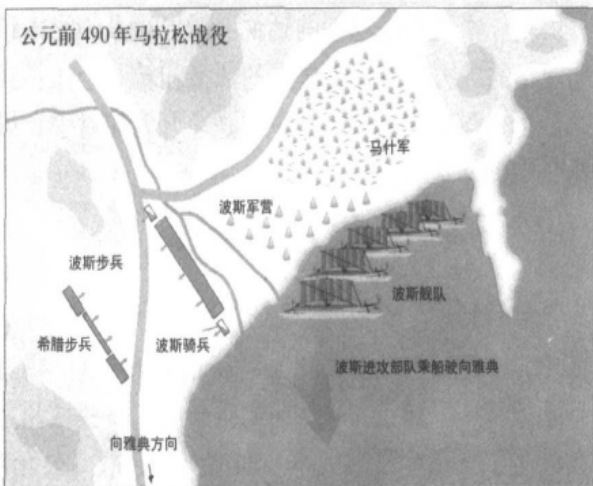 公元前490年马拉松战役
马什军
波斯军营
波斯步兵
波斯舰队
希腊步兵
波斯骑兵
波斯进攻部队乘船驶向雅典
向雅典方向